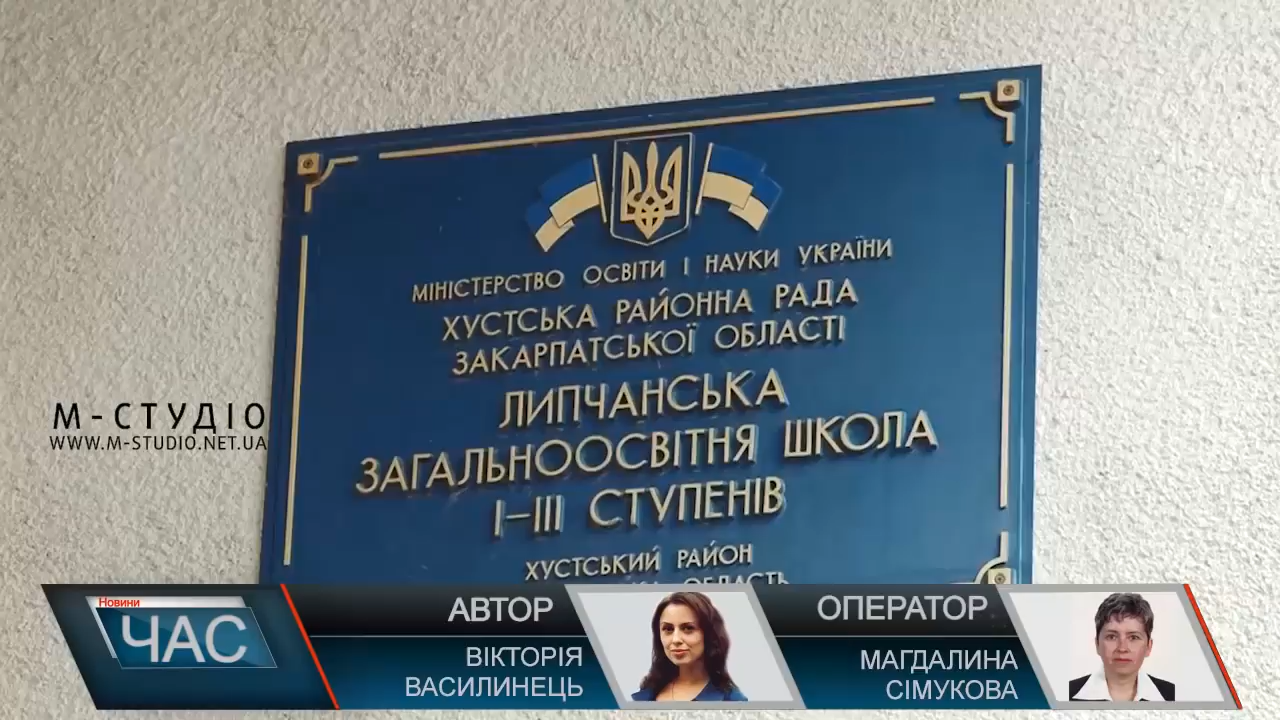 МІНІСТЕРСТВО ОСВІТИ І НАУКИ УКРАЇНИ
ХУСТСЬКА РАЙОННА РАДА
ЗАКАРПАТСЬКОЇ ОБЛАСТІ
ЛИПЧАНСЬКА
ЗАГАЛЬНООСВІТНЯ ШКОЛА
І–ІІІ СТУПЕНІВ
ХУСТСЬКИЙ РАЙОН
ОБЛАСТЬ
М-СТУДІО
WWW.M-STUDIO.NET.UA
Новини
ЧАС
АВТОР
ВІКТОРІЯ
ВАСИЛИНЕЦЬ
ОПЕРАТОР
МАГДАЛИНА
СІМУКОВА